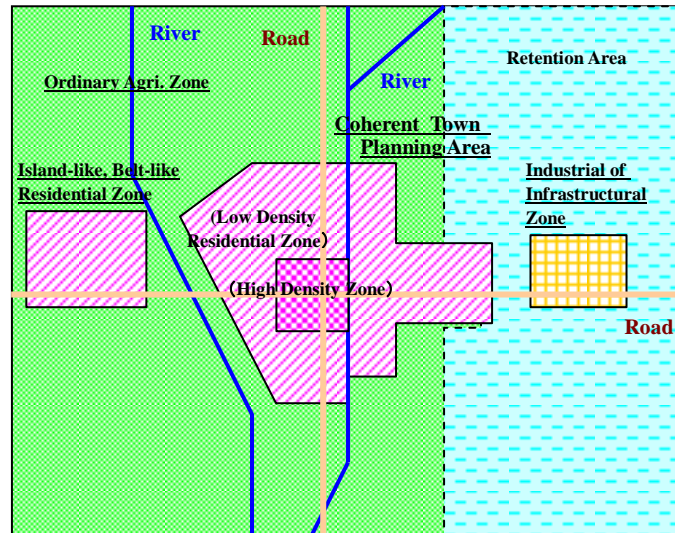 River
Road
Retention Area
Ordinary Agri. Zone
River
Coherent Town
Planning Area
Island-like, Belt-like
Residential Zone
Industrial of
Infrastructural
Zone
(Low Density
Residential Zone)
(High Density Zone)
Road